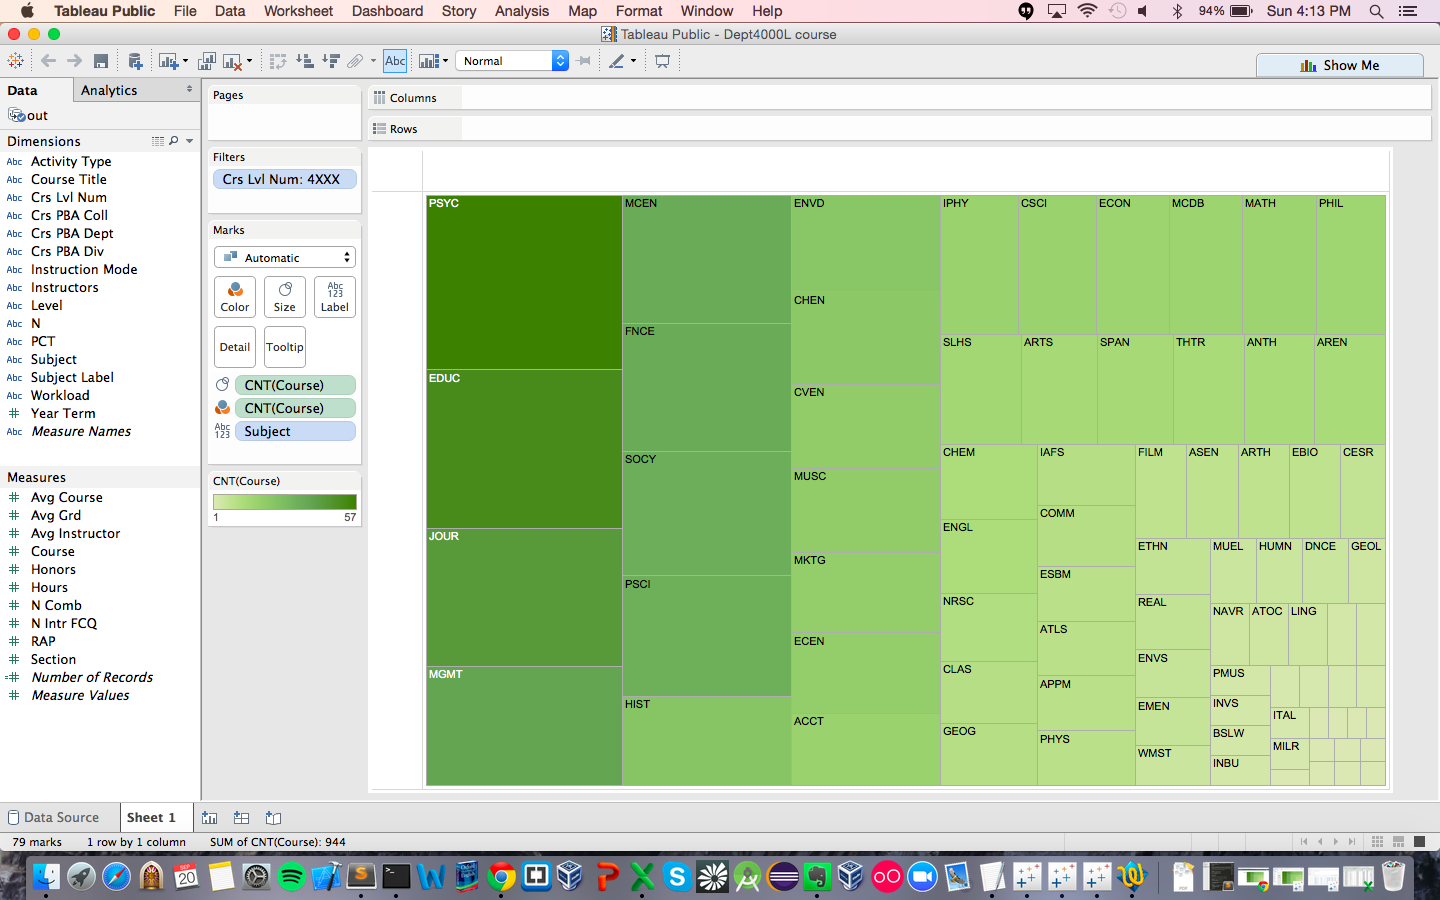 Tableau Public File Data Worksheet Dashboard Story Analysis Map Format Window Help 94% Sun 4:13 PM
Tableau Public - Dept4000L course
Abc Normal Show Me
Data Analytics
out
Dimensions
Abc Activity Type
Abc Course Title
Abc Crs Lvl Num
Abc Crs PBA Coll
Abc Crs PBA Dept
Abc Crs PBA Div
Abc Instruction Mode
Abc Instructors
Abc Level
Abc N
Abc PCT
Abc Subject
Abc Subject Label
Abc Workload
# Year Term
Abc Measure Names
Measures
# Avg Course
# Avg Grd
# Avg Instructor
# Course
# Honors
# Hours
# N Comb
# N Intr FCQ
# RAP
# Section
=# Number of Records
# Measure Values
Pages
Filters
Crs Lvl Num: 4XXX
Marks
Automatic
Abc
123
Color Size Label
Detail Tooltip
CNT(Course)
CNT(Course)
Abc
123 Subject
CNT(Course)
1 57
Columns
Rows
PSYC
EDUC
JOUR
MGMT
MCEN
FNCE
SOCY
PSCI
HIST
ENVD
CHEN
CVEN
MUSC
MKTG
ECEN
ACCT
IPHY CSCI ECON MCDB MATH PHIL
SLHS ARTS SPAN THTR ANTH AREN
CHEM
ENGL
NRSC
CLAS
GEOG
IAFS
COMM
ESBM
ATLS
APPM
PHYS
FILM ASEN ARTH EBIO CESR
ETHN
REAL
ENVS
EMEN
WMST
MUEL HUMN DNCE GEOL
NAVR ATOC LING
PMUS
INVS
BSLW
INBU
ITAL
MILR
Data Source Sheet 1
79 marks 1 row by 1 column SUM of CNT(Course): 944
SEP
20